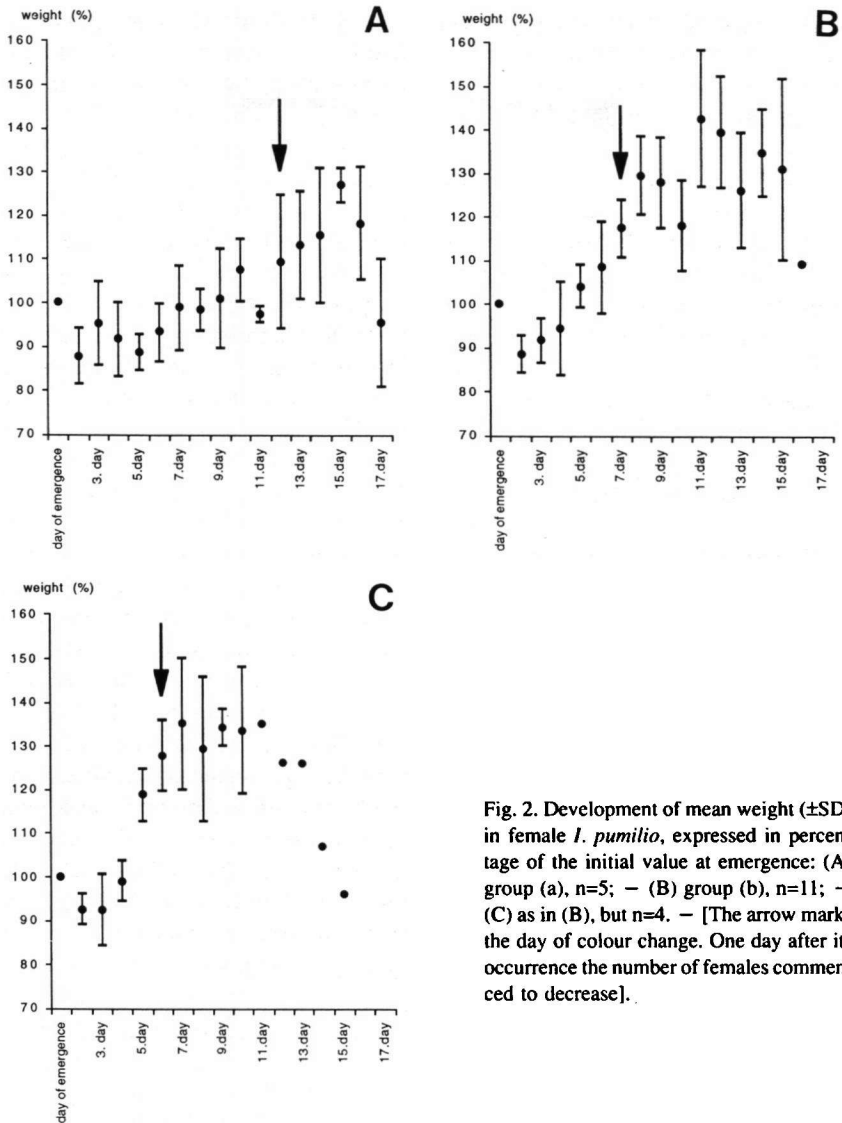 weight (%)
A
160
150
140
130
120
110
100
90
80
70
day of emergence
3. day
5.day
7.day
9.day
11.day
13.day
15.day
17.day
weight (%)
B
160
150
140
130
120
110
100
90
80
70
day of emergence
3. day
5.day
7.day
9.day
11.day
13.day
15.day
17.day
weight (%)
C
160
150
140
130
120
110
100
90
80
70
day of emergence
3. day
5.day
7.day
9.day
11.day
13.day
15.day
17.day
Fig. 2. Development of mean weight (±SD
in female I. pumilio, expressed in percen
tage of the initial value at emergence: (A
group (a), n=5; — (B) group (b), n=11; –
(C) as in (B), but n=4. — [The arrow mark
the day of colour change. One day after it
occurrence the number of females commen
ced to decrease].